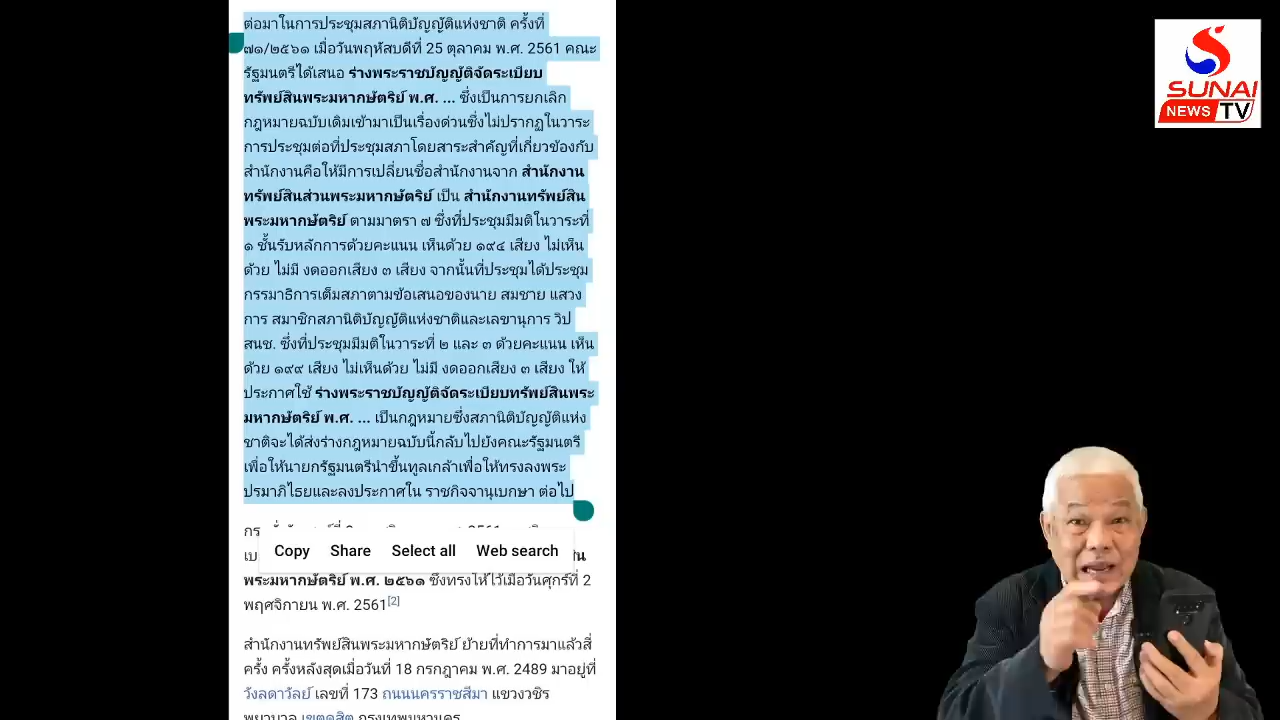 ต่อมาในการประชุมสภานิติบัญญัติแห่งชาติ ครั้งที่
๗๑/๒๕๖๑ เมื่อวันพฤหัสบดีที่ 25 ตุลาคม พ.ศ. 2561 คณะ
รัฐมนตรีได้เสนอ ร่างพระราชบัญญัติจัดระเบียบ
ทรัพย์สินพระมหากษัตริย์ พ.ศ. ... ซึ่งเป็นการยกเลิก
กฎหมายฉบับเดิมเข้ามาเป็นเรื่องด่วนซึ่งไม่ปรากฏในวาระ
การประชุมต่อที่ประชุมสภาโดยสาระสำคัญที่เกี่ยวข้องกับ
สำนักงานคือให้มีการเปลี่ยนชื่อสำนักงานจาก สำนักงาน
ทรัพย์สินส่วนพระมหากษัตริย์ เป็น สำนักงานทรัพย์สิน
พระมหากษัตริย์ ตามมาตรา ๗ ซึ่งที่ประชุมมีมติในวาระที่
๑ ชั้นรับหลักการด้วยคะแนน เห็นด้วย ๑๙๔ เสียง ไม่เห็น
ด้วย ไม่มี งดออกเสียง ๓ เสียง จากนั้นที่ประชุมได้ประชุม
กรรมาธิการเต็มสภาตามข้อเสนอของนาย สมชาย แสวง
การ สมาชิกสภานิติบัญญัติแห่งชาติและเลขานุการ วิป
สนช. ซึ่งที่ประชุมมีมติในวาระที่ ๒ และ ๓ ด้วยคะแนน เห็น
ด้วย ๑๙๙ เสียง ไม่เห็นด้วย ไม่มี งดออกเสียง ๓ เสียง ให้
ประกาศใช้ ร่างพระราชบัญญัติจัดระเบียบทรัพย์สินพระ
มหากษัตริย์ พ.ศ. ... เป็นกฎหมายซึ่งสภานิติบัญญัติแห่ง
ชาติจะได้ส่งร่างกฎหมายฉบับนี้กลับไปยังคณะรัฐมนตรี
เพื่อให้นายกรัฐมนตรีนำขึ้นทูลเกล้าเพื่อให้ทรงลงพระ
ปรมาภิไธยและลงประกาศใน ราชกิจจานุเบกษา ต่อไป
Copy Share Select all Web search
พระมหากษัตริย์ พ.ศ. ๒๕๖๑ ซึ่งทรงให้ไว้เมื่อวันศุกร์ที่ 2
พฤศจิกายน พ.ศ. 2561[2]
สำนักงานทรัพย์สินพระมหากษัตริย์ ย้ายที่ทำการมาแล้วสี่
ครั้ง ครั้งหลังสุดเมื่อวันที่ 18 กรกฎาคม พ.ศ. 2489 มาอยู่ที่
วังลดาวัลย์ เลขที่ 173 ถนนนครราชสีมา แขวงวชิร
พยาบาล เขตดุสิต กรุงเทพมหานคร
SUNAI
NEWS TV